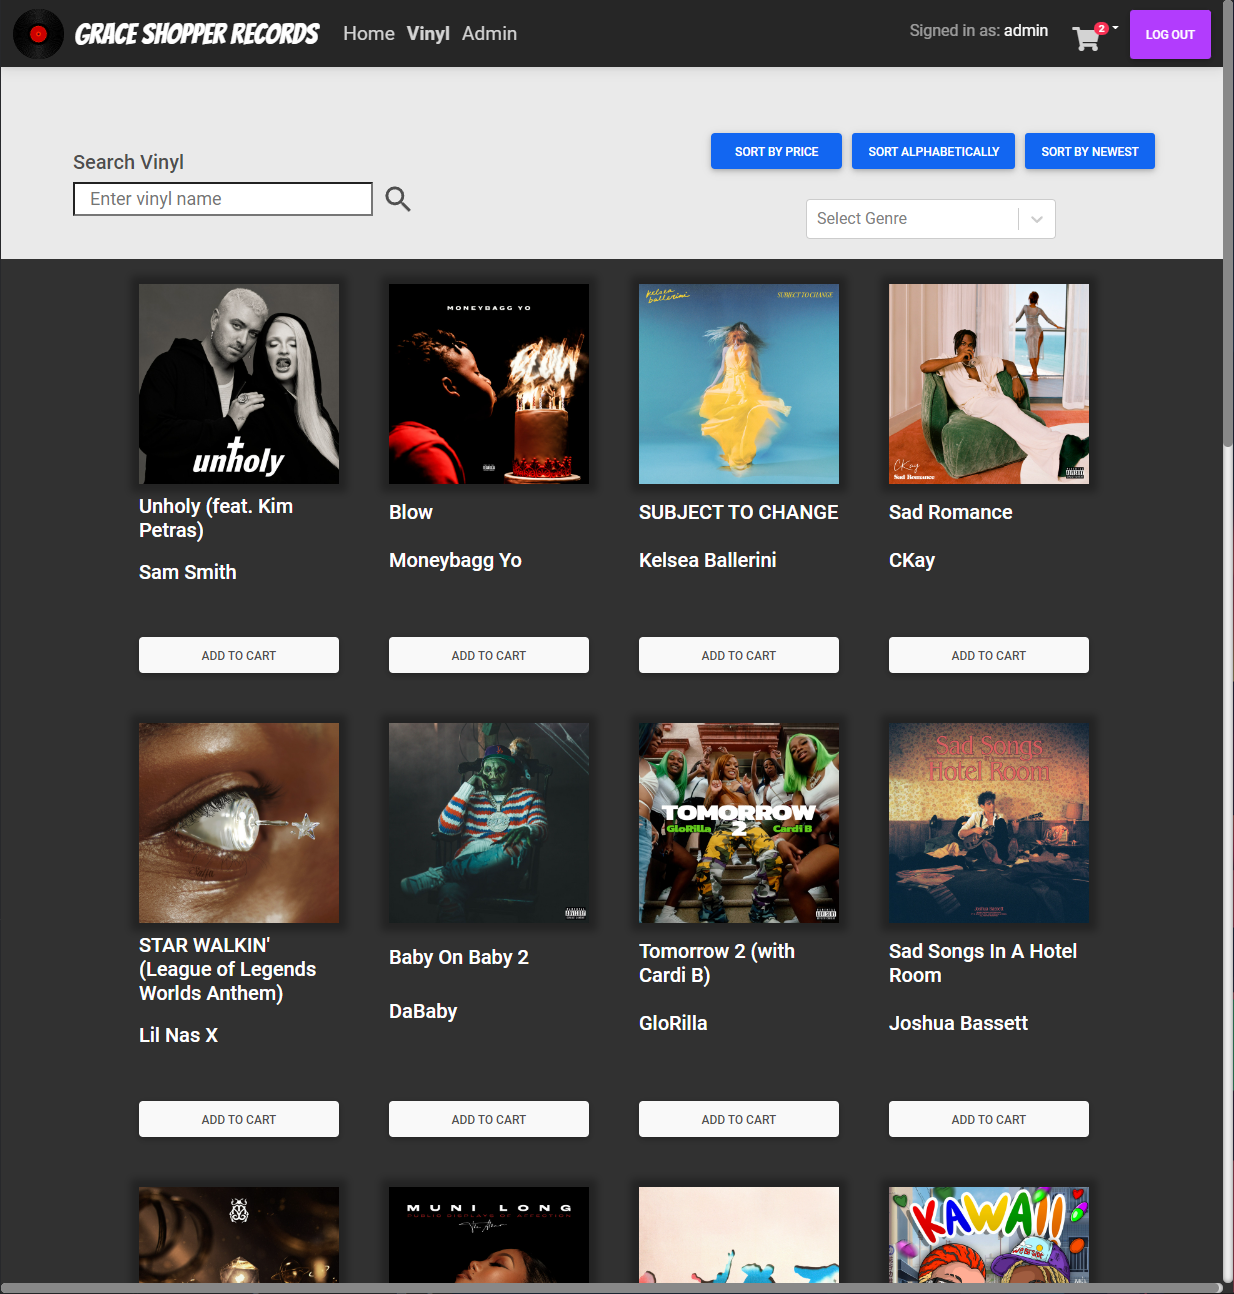 GRACE SHOPPER RECORDS
Home Vinyl Admin
Signed in as: admin
2
LOG OUT
Search Vinyl
Enter vinyl name
SORT BY PRICE
SORT ALPHABETICALLY
SORT BY NEWEST
Select Genre
unholy
MONEYBAGG YO
BLOW
kelsea
ballerini
SUBJECT TO CHANGE
CKay
Sad Romance
Unholy (feat. Kim
Petras)
Sam Smith
Blow
Moneybagg Yo
SUBJECT TO CHANGE
Kelsea Ballerini
Sad Romance
CKay
ADD TO CART
ADD TO CART
ADD TO CART
ADD TO CART
TOMORROW
2
GloRilla
Cardi B
Sad Songs
Hotel Room
STAR WALKIN'
(League of Legends
Worlds Anthem)
Lil Nas X
Baby On Baby 2
DaBaby
Tomorrow 2 (with
Cardi B)
GloRilla
Sad Songs In A Hotel
Room
Joshua Bassett
ADD TO CART
ADD TO CART
ADD TO CART
ADD TO CART
MUNI LONG
PUBLIC DISPLAYS OF AFFECTION
KAWAII